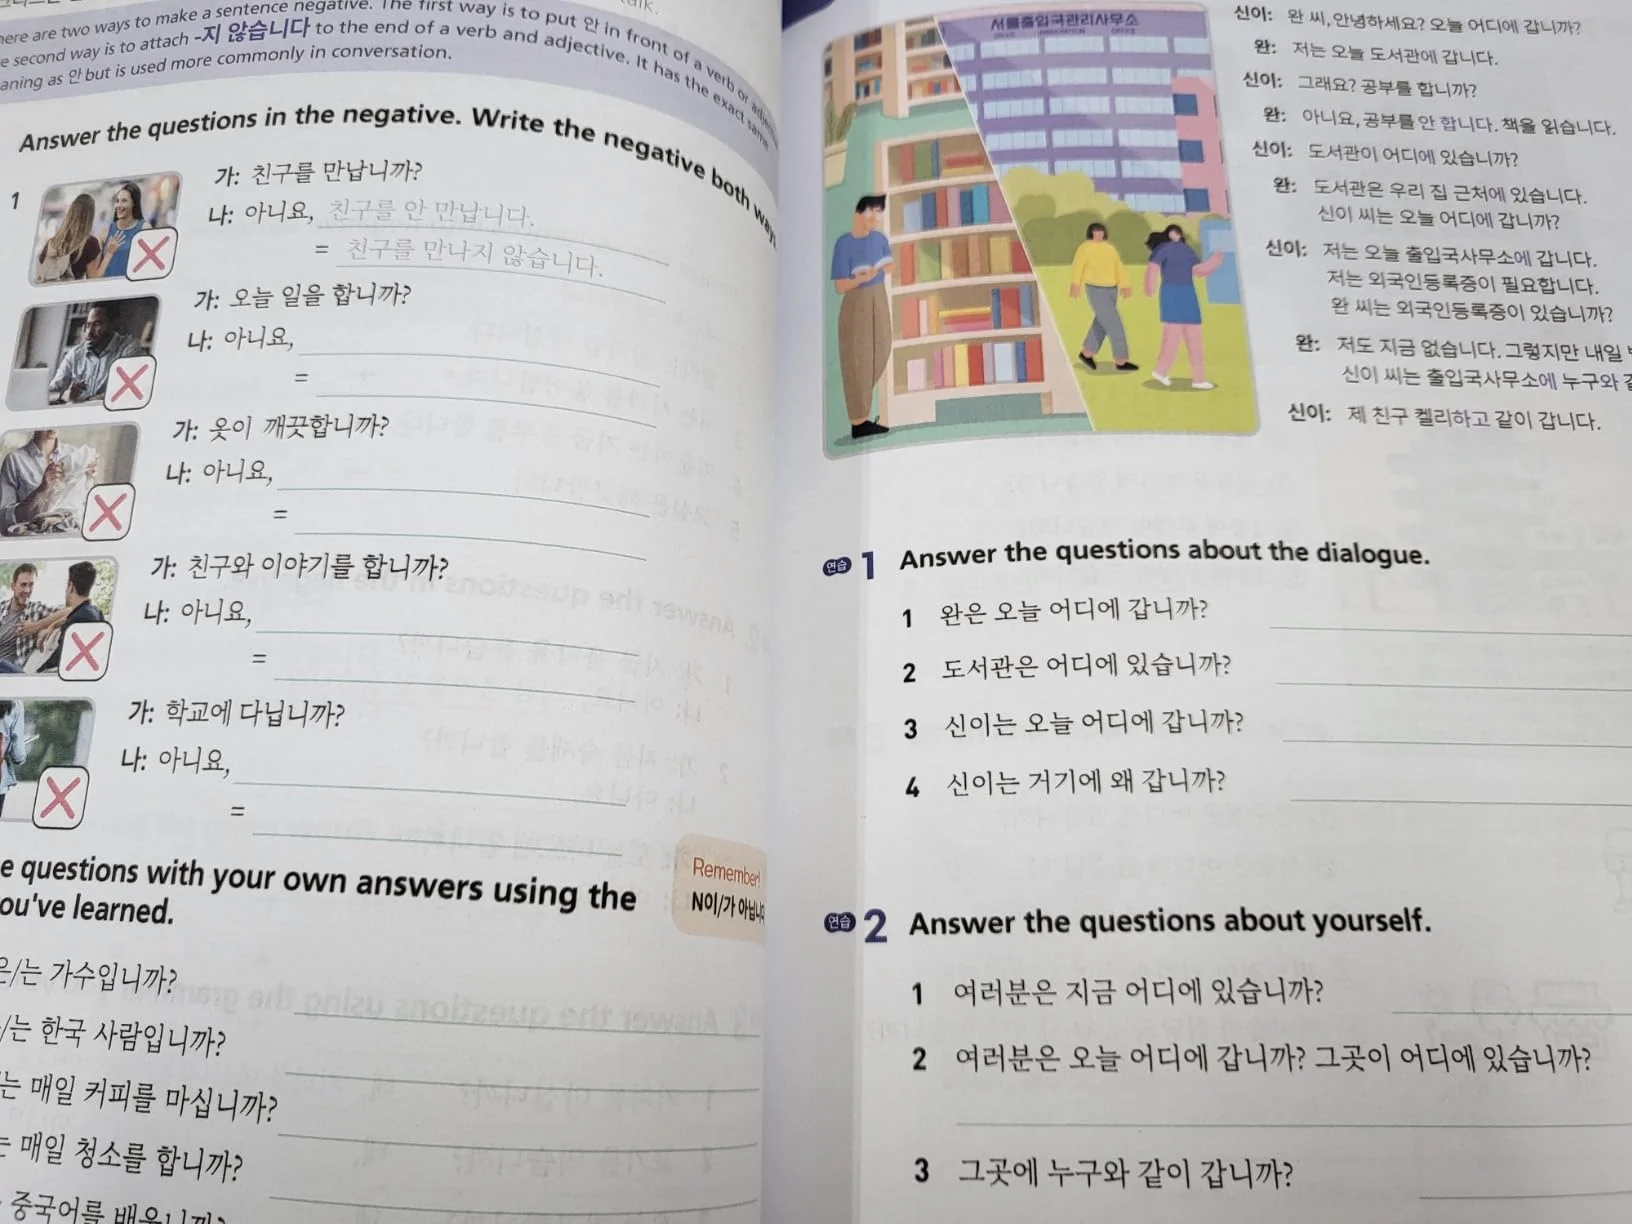 here are two ways to make a sentence negative. The first way is to put 안 in front of a verb or
e second way is to attach -지 않습니다 to the end of a verb and adjective. It has the exact same
aning as 안 but is used more commonly in conversation.
Answer the questions in the negative. Write the negative both ways
1
가: 친구를 만납니까?
나: 아니요, 친구를 안 만납니다.
= 친구를 만나지 않습니다.
가: 오늘 일을 합니까?
나: 아니요,
=
가: 옷이 깨끗합니까?
나: 아니요,
=
가: 친구와 이야기를 합니까?
나: 아니요,
=
가: 학교에 다닙니까?
나: 아니요,
=
e questions with your own answers using the
ou've learned.
Remember!
N이/가 아닙니다
은/는 가수입니까?
/는 한국 사람입니까?
는 매일 커피를 마십니까?
는 매일 청소를 합니까?
중국어를 배웁니까?
서울출입국관리사무소
신이: 완 씨, 안녕하세요? 오늘 어디에 갑니까?
완: 저는 오늘 도서관에 갑니다.
신이: 그래요? 공부를 합니까?
완: 아니요, 공부를 안 합니다. 책을 읽습니다.
신이: 도서관이 어디에 있습니까?
완: 도서관은 우리 집 근처에 있습니다.
신이 씨는 오늘 어디에 갑니까?
신이: 저는 오늘 출입국사무소에 갑니다.
저는 외국인등록증이 필요합니다.
완 씨는 외국인등록증이 있습니까?
완: 저도 지금 없습니다. 그렇지만 내일
신이 씨는 출입국사무소에 누구와
신이: 제 친구 켈리하고 같이 갑니다.
연습 1 Answer the questions about the dialogue.
1 완은 오늘 어디에 갑니까?
2 도서관은 어디에 있습니까?
3 신이는 오늘 어디에 갑니까?
4 신이는 거기에 왜 갑니까?
연습 2 Answer the questions about yourself.
1 여러분은 지금 어디에 있습니까?
2 여러분은 오늘 어디에 갑니까? 그곳이 어디에 있습니까?
3 그곳에 누구와 같이 갑니까?